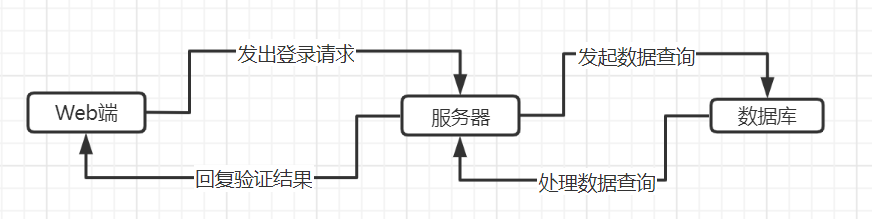 发出登录请求
发起数据查询
Web端
服务器
数据库
回复验证结果
处理数据查询